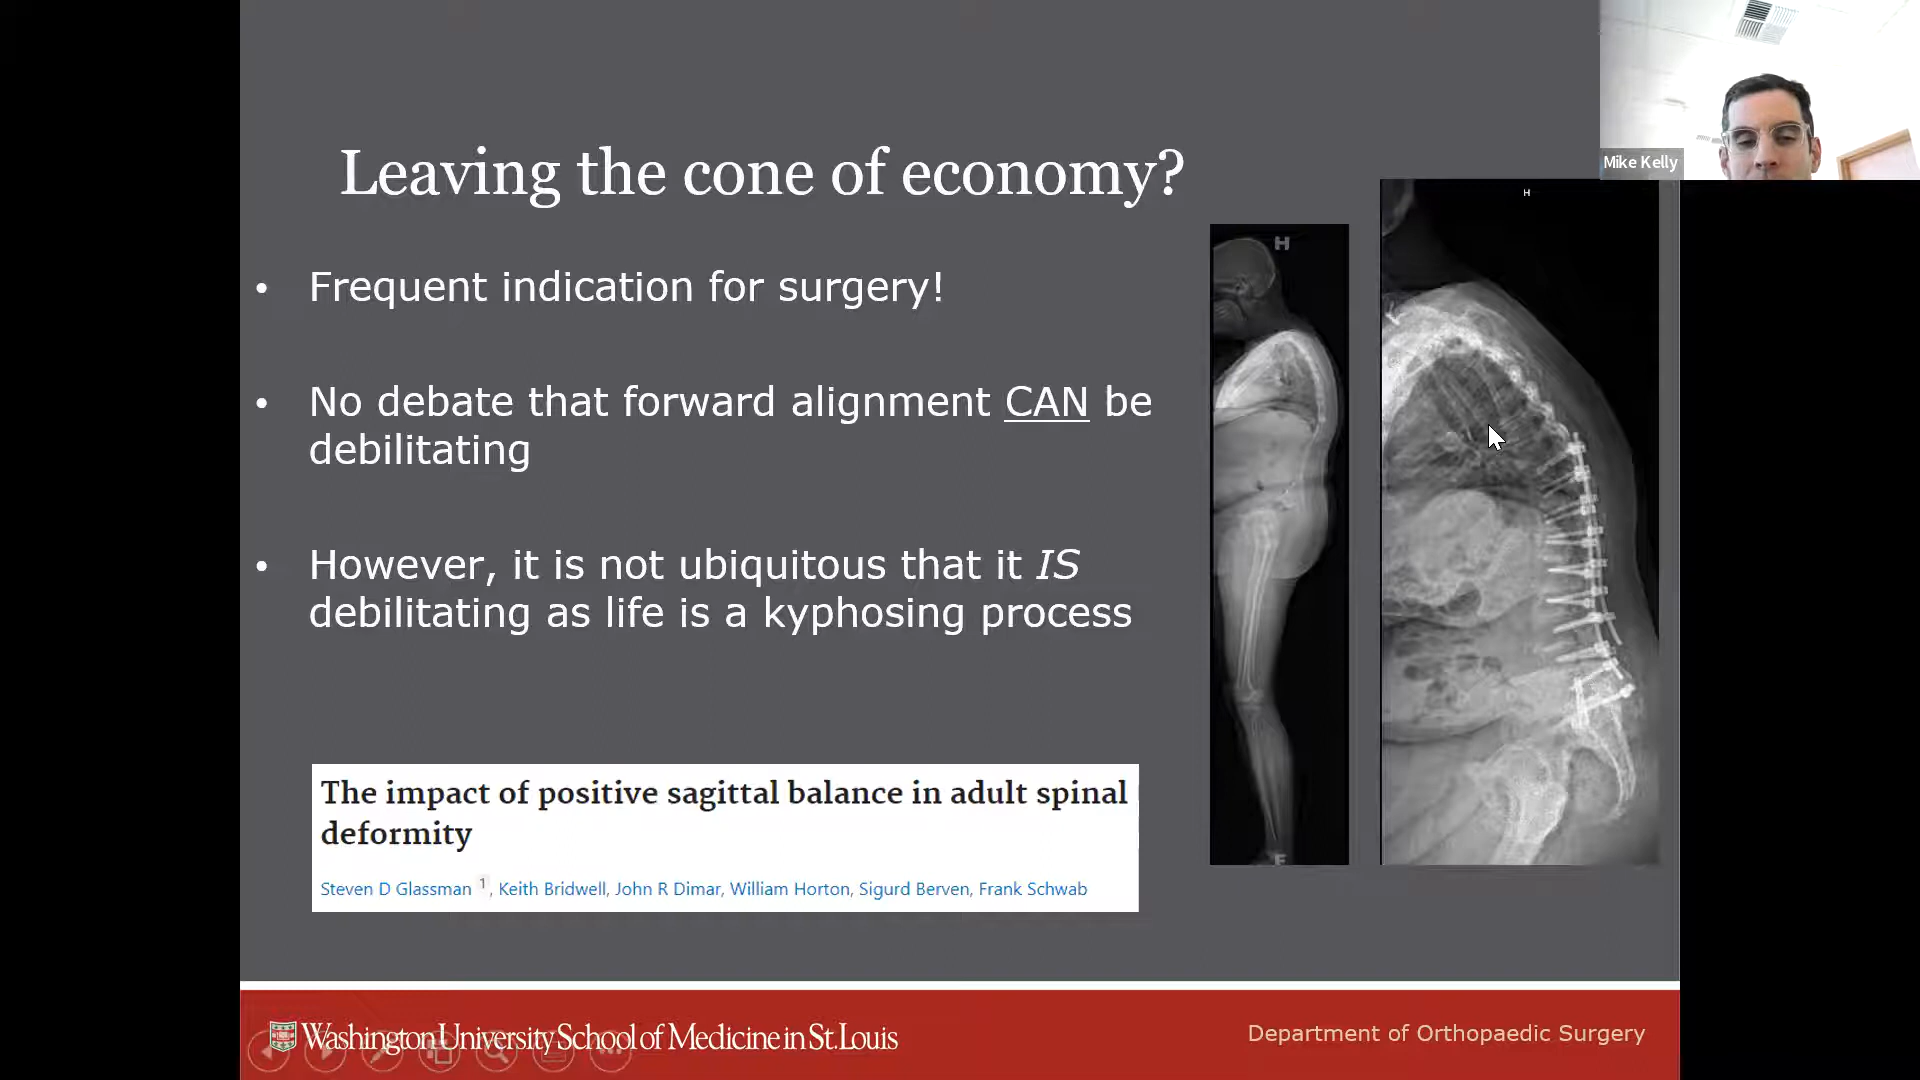 Leaving the cone of economy?
• Frequent indication for surgery!
• No debate that forward alignment CAN be
debilitating
• However, it is not ubiquitous that it IS
debilitating as life is a kyphosing process
The impact of positive sagittal balance in adult spinal
deformity
Steven D Glassman 1, Keith Bridwell, John R Dimar, William Horton, Sigurd Berven, Frank Schwab
H
H
F
Mike Kelly
Washington University School of Medicine in St. Louis
Department of Orthopaedic Surgery